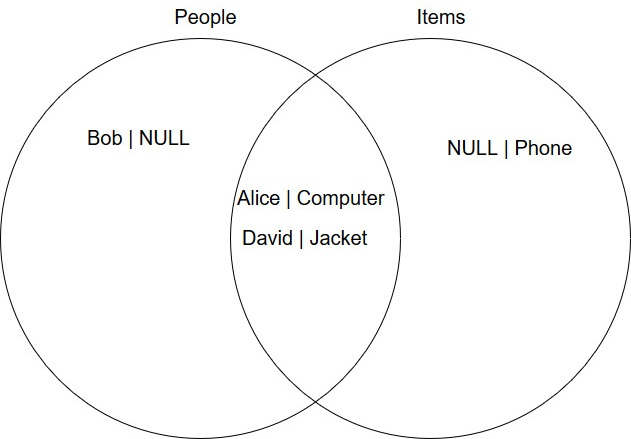 People
Items
Bob | NULL
NULL | Phone
Alice | Computer
David | Jacket